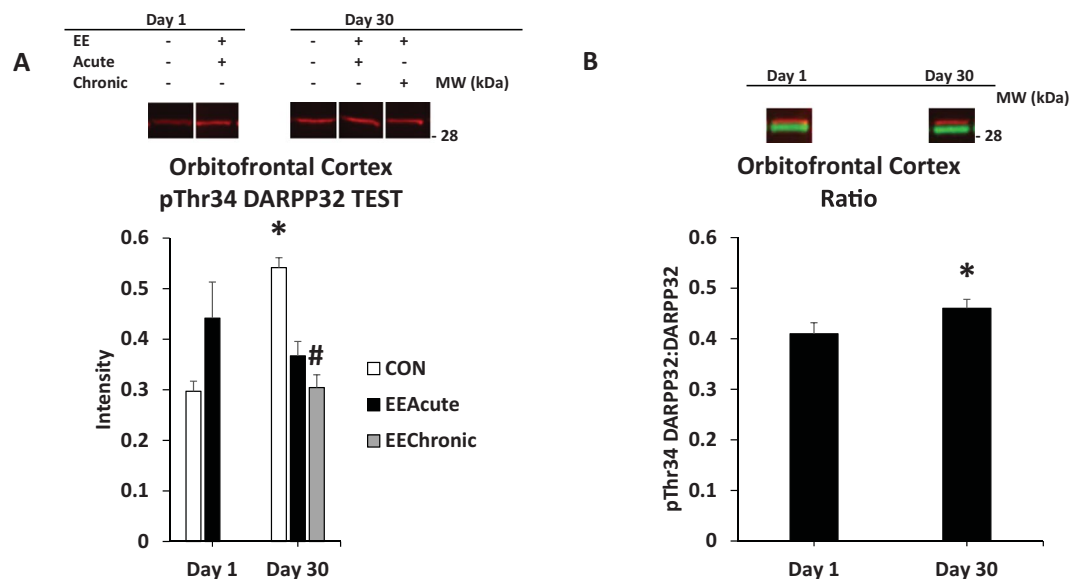 A
Day 1 Day 30
EE - + - + +
Acute - + - + -
Chronic - - - - + MW (kDa)
- 28
Orbitofrontal Cortex
pThr34 DARPP32 TEST
*
#
0.6
0.5
0.4
0.3
0.2
0.1
0
Intensity
CON
EEAcute
EEChronic
Day 1 Day 30
B
Day 1 Day 30
MW (kDa)
- 28
Orbitofrontal Cortex
Ratio
*
0.6
0.5
0.4
0.3
0.2
0.1
0
pThr34 DARPP32:DARPP32
Day 1 Day 30